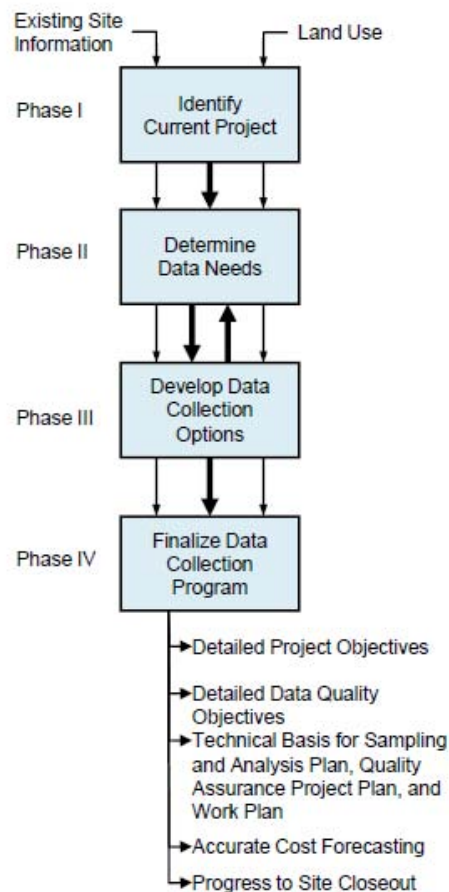 Existing Site
Information
Land Use
Phase I
Identify
Current Project
Phase II
Determine
Data Needs
Phase III
Develop Data
Collection
Options
Phase IV
Finalize Data
Collection
Program
Detailed Project Objectives
Detailed Data Quality
Objectives
Technical Basis for Sampling
and Analysis Plan, Quality
Assurance Project Plan, and
Work Plan
Accurate Cost Forecasting
Progress to Site Closeout